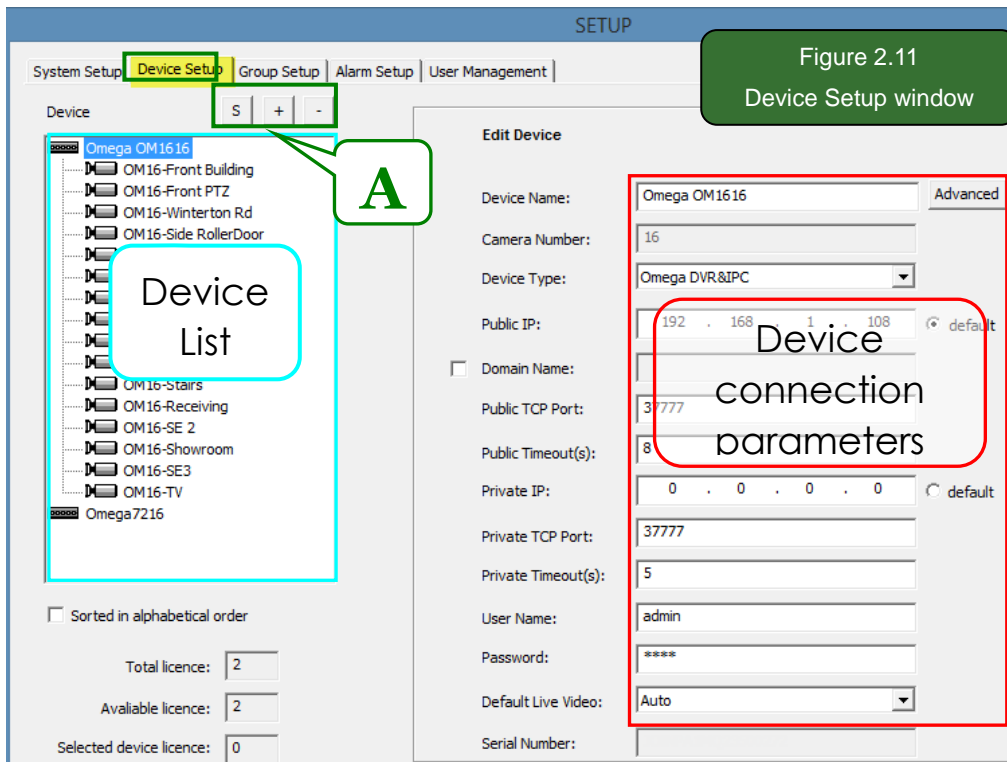 SETUP
Figure 2.11
Device Setup window
System Setup Device Setup Group Setup Alarm Setup User Management
Device S + -
Edit Device
A
Omega OM1616
OM16-Front Building
OM16-Front PTZ
OM16-Winterton Rd
OM16-Side RollerDoor
Device
List
OM16-Stairs
OM16-Receiving
OM16-SE 2
OM16-Showroom
OM16-SE3
OM16-TV
Omega7216
Sorted in alphabetical order
Total licence: 2
Avaliable licence: 2
Selected device licence: 0
Device Name: Omega OM1616 Advanced
Camera Number: 16
Device Type: Omega DVR&IPC
Public IP: 192 . 168 . 1 . 108 default
Domain Name:
Public TCP Port: 37777
Public Timeout(s): 8
Device
connection
parameters
Private IP: 0 . 0 . 0 . 0 default
Private TCP Port: 37777
Private Timeout(s): 5
User Name: admin
Password: ****
Default Live Video: Auto
Serial Number: